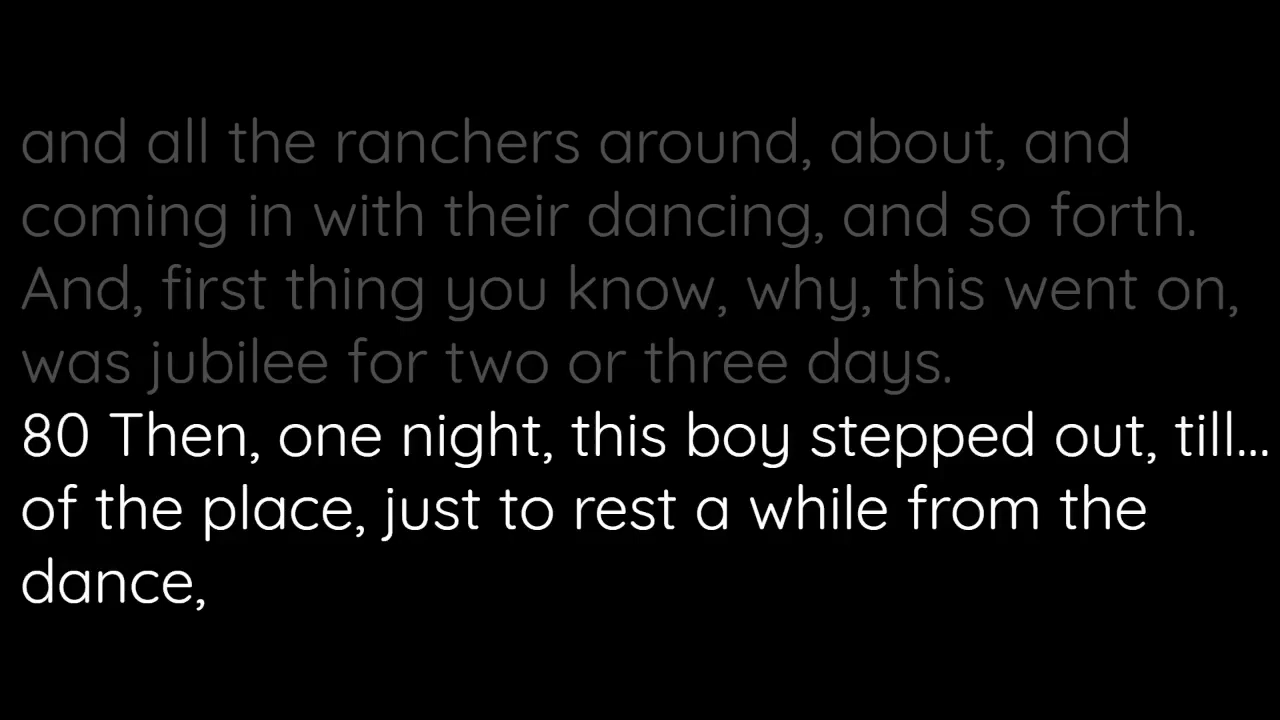 and all the ranchers around, about, and
coming in with their dancing, and so forth.
And, first thing you know, why, this went on,
was jubilee for two or three days.
80 Then, one night, this boy stepped out, till...
of the place, just to rest a while from the
dance,